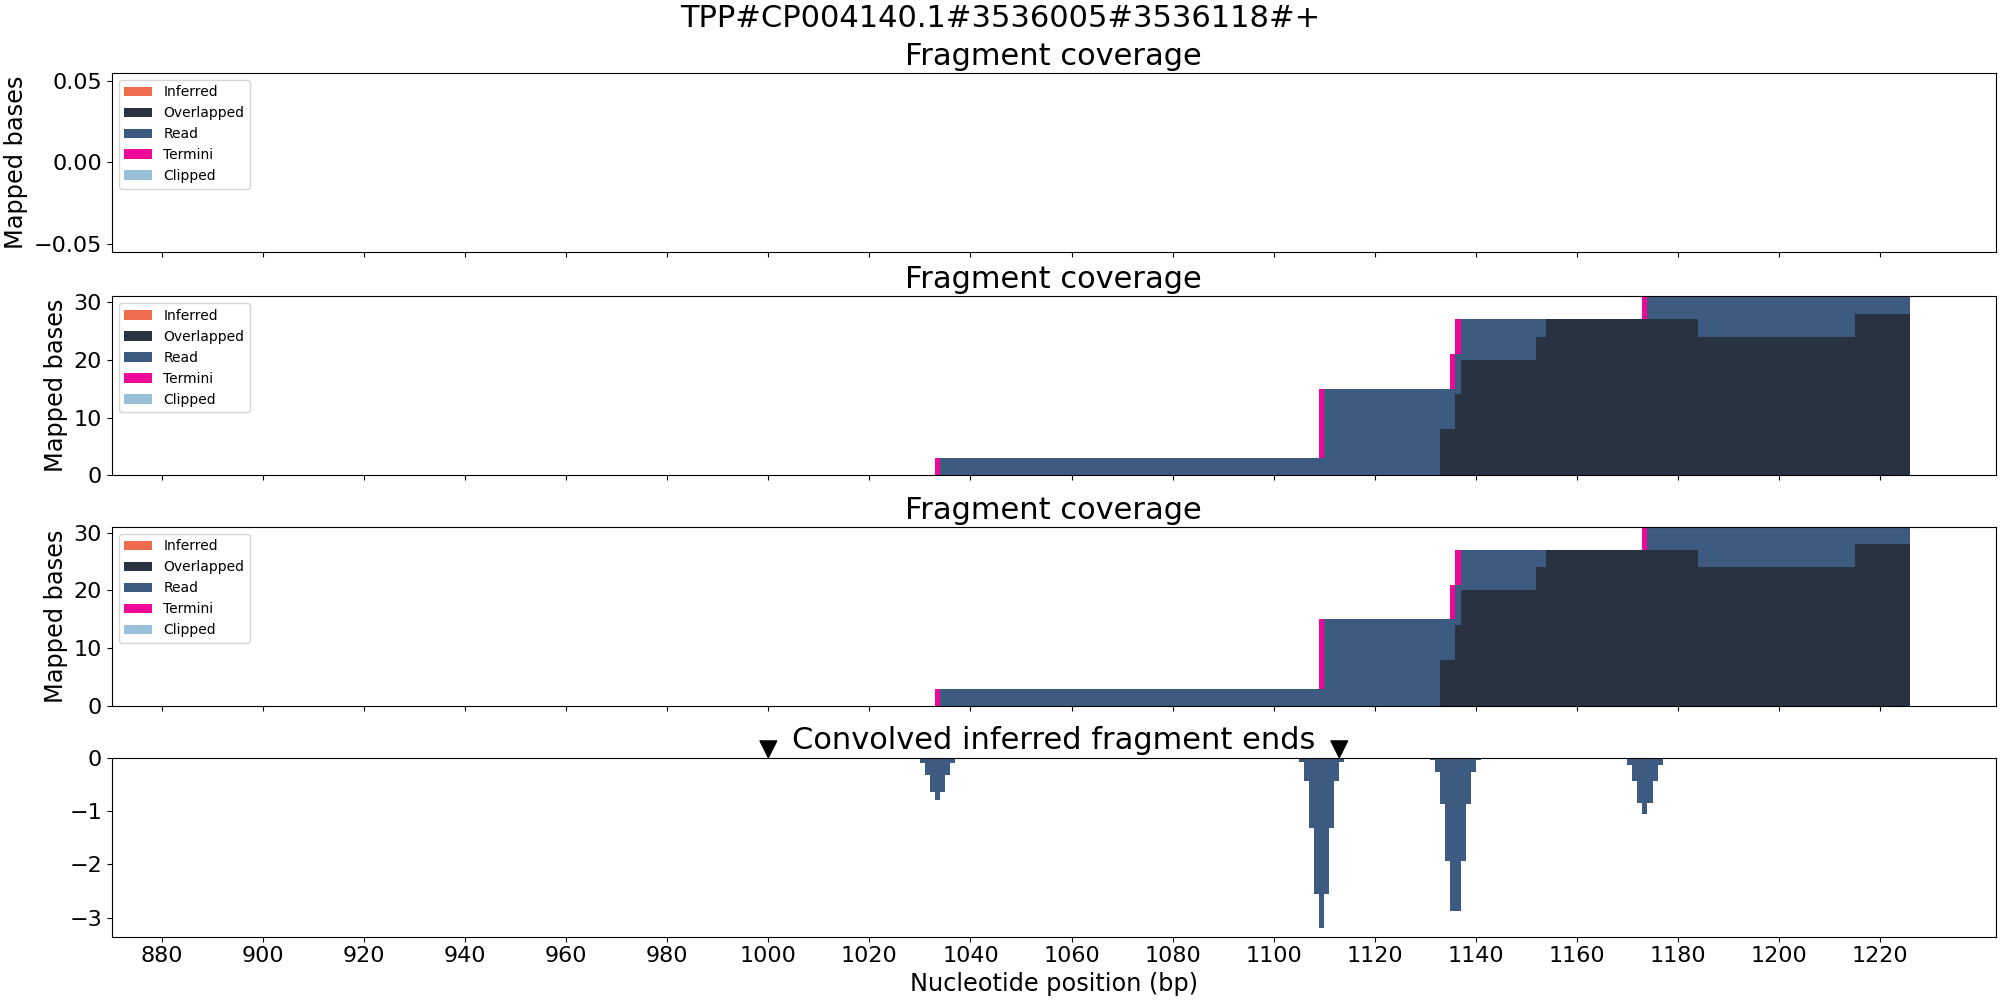 TPP#CP004140.1#3536005#3536118#+
Fragment coverage
Mapped bases
0.05
0.00
−0.05
Inferred
Overlapped
Read
Termini
Clipped
Fragment coverage
Mapped bases
30
20
10
0
Inferred
Overlapped
Read
Termini
Clipped
Fragment coverage
Mapped bases
30
20
10
0
Inferred
Overlapped
Read
Termini
Clipped
Convolved inferred fragment ends
0
−1
−2
−3
880 900 920 940 960 980 1000 1020 1040 1060 1080 1100 1120 1140 1160 1180 1200 1220
Nucleotide position (bp)